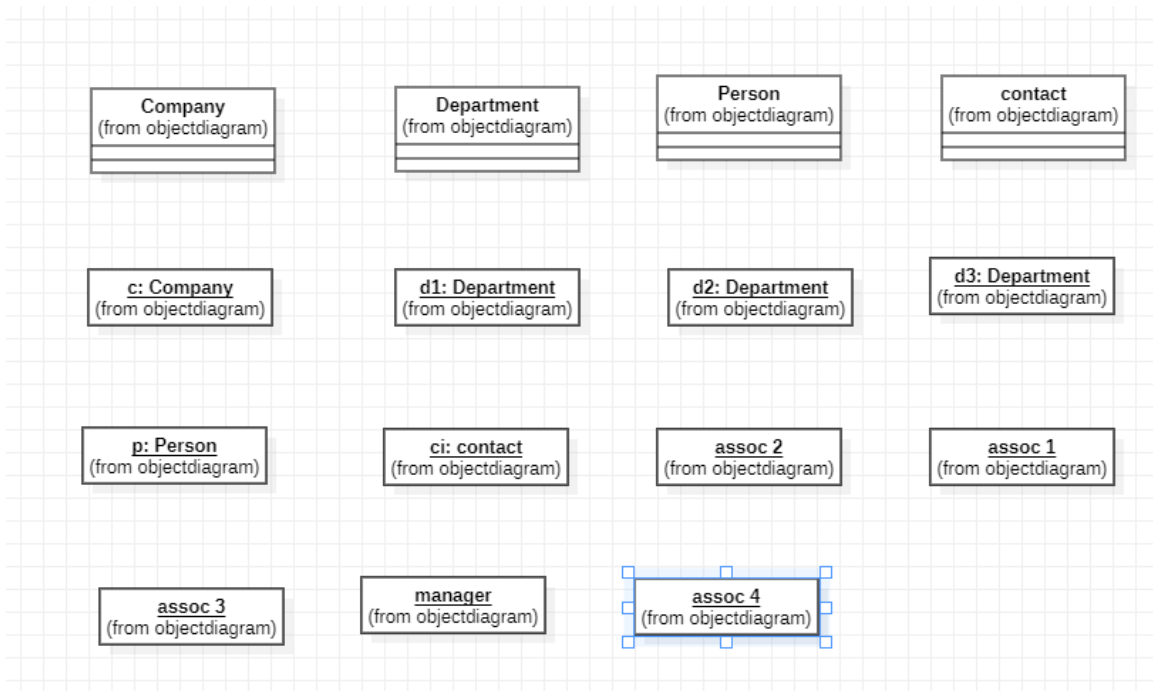 Company
(from objectdiagram)
Department
(from objectdiagram)
Person
(from objectdiagram)
contact
(from objectdiagram)
c: Company
(from objectdiagram)
d1: Department
(from objectdiagram)
d2: Department
(from objectdiagram)
d3: Department
(from objectdiagram)
p: Person
(from objectdiagram)
ci: contact
(from objectdiagram)
assoc 2
(from objectdiagram)
assoc 1
(from objectdiagram)
assoc 3
(from objectdiagram)
manager
(from objectdiagram)
assoc 4
(from objectdiagram)